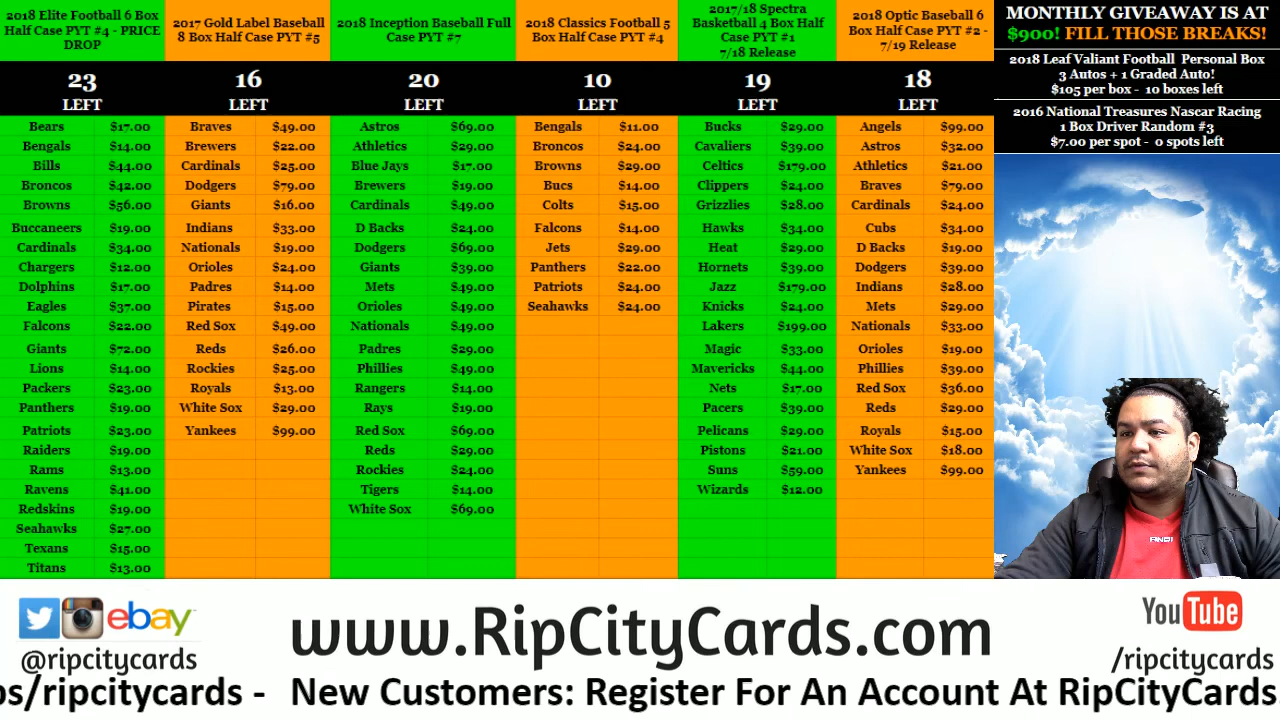 2018 Elite Football 6 Box
Half Case PYT #4 - PRICE
DROP
23
LEFT
Bears $17.00
Bengals $14.00
Bills $44.00
Broncos $42.00
Browns $56.00
Buccaneers $19.00
Cardinals $34.00
Chargers $12.00
Dolphins $17.00
Eagles $37.00
Falcons $22.00
Giants $72.00
Lions $14.00
Packers $23.00
Panthers $19.00
Patriots $23.00
Raiders $19.00
Rams $13.00
Ravens $41.00
Redskins $19.00
Seahawks $27.00
Texans $15.00
Titans $13.00
2017 Gold Label Baseball
8 Box Half Case PYT #5
16
LEFT
Braves $49.00
Brewers $22.00
Cardinals $25.00
Dodgers $79.00
Giants $16.00
Indians $33.00
Nationals $19.00
Orioles $24.00
Padres $14.00
Pirates $15.00
Red Sox $49.00
Reds $26.00
Rockies $25.00
Royals $13.00
White Sox $29.00
Yankees $99.00
2018 Inception Baseball Full
Case PYT #7
20
LEFT
Astros $69.00
Athletics $29.00
Blue Jays $17.00
Brewers $19.00
Cardinals $49.00
D Backs $24.00
Dodgers $69.00
Giants $39.00
Mets $49.00
Orioles $49.00
Nationals $49.00
Padres $29.00
Phillies $49.00
Rangers $14.00
Rays $19.00
Red Sox $69.00
Reds $29.00
Rockies $24.00
Tigers $14.00
White Sox $69.00
2018 Classics Football 5
Box Half Case PYT #4
10
LEFT
Bengals $11.00
Broncos $24.00
Browns $29.00
Bucs $14.00
Colts $15.00
Falcons $14.00
Jets $29.00
Panthers $22.00
Patriots $24.00
Seahawks $24.00
2017/18 Spectra
Basketball 4 Box Half
Case PYT #1
7/18 Release
19
LEFT
Bucks $29.00
Cavaliers $39.00
Celtics $179.00
Clippers $24.00
Grizzlies $28.00
Hawks $34.00
Heat $29.00
Hornets $39.00
Jazz $179.00
Knicks $24.00
Lakers $199.00
Magic $33.00
Mavericks $44.00
Nets $17.00
Pacers $39.00
Pelicans $29.00
Pistons $21.00
Suns $59.00
Wizards $12.00
2018 Optic Baseball 6
Box Half Case PYT #2 -
7/19 Release
18
LEFT
Angels $99.00
Astros $32.00
Athletics $21.00
Braves $79.00
Cardinals $24.00
Cubs $34.00
D Backs $19.00
Dodgers $39.00
Indians $28.00
Mets $29.00
Nationals $33.00
Orioles $19.00
Phillies $39.00
Red Sox $36.00
Reds $29.00
Royals $15.00
White Sox $18.00
Yankees $99.00
MONTHLY GIVEAWAY IS AT
$900! FILL THOSE BREAKS!
2018 Leaf Valiant Football Personal Box
3 Autos + 1 Graded Auto!
$105 per box - 10 boxes left
2016 National Treasures Nascar Racing
1 Box Driver Random #3
$7.00 per spot - 0 spots left
AND1
ebay
@ripcitycards
www.RipCityCards.com
YouTube
/ripcitycards
os/ripcitycards - New Customers: Register For An Account At RipCityCards